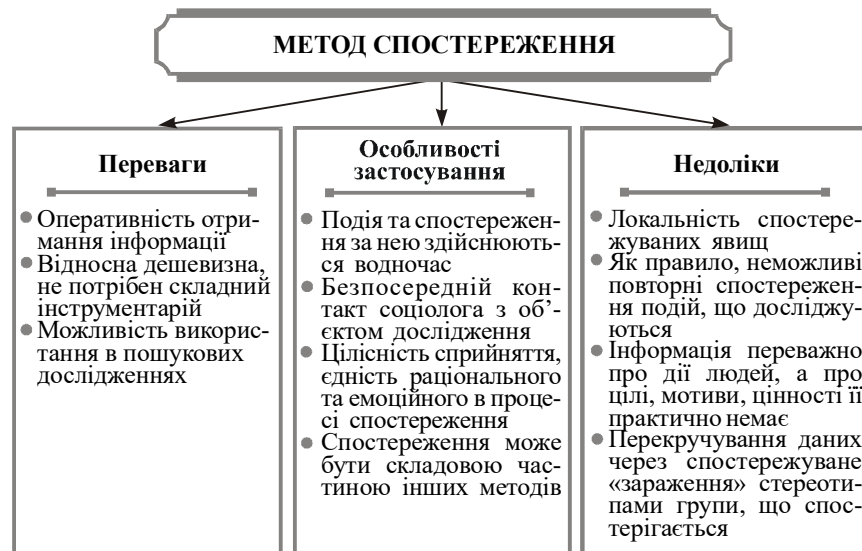 МЕТОД СПОСТЕРЕЖЕННЯ
Переваги
Оперативність отри-
мання інформації
Відносна дешевизна,
не потрібен складний
інструментарій
Можливість викорис-
тання в пошукових
дослідженнях
Особливості
застосування
Подія та спостережен-
ня за нею здійснюють-
ся водночас
Безпосередній кон-
такт соціолога з об’-
єктом дослідження
Цілісність сприйняття,
єдність раціонального
та емоційного в проце-
сі спостереження
Спостереження може
бути складовою час-
тиною інших методів
Недоліки
Локальність спостере-
жуваних явищ
Як правило, неможливі
повторні спостережен-
ня подій, що досліджу-
ються
Інформація переважно
про дії людей, а про
цілі, мотиви, цінності її
практично немає
Перекручування даних
через спостережуване
«зараження» стереоти-
пами групи, що спос-
терігається